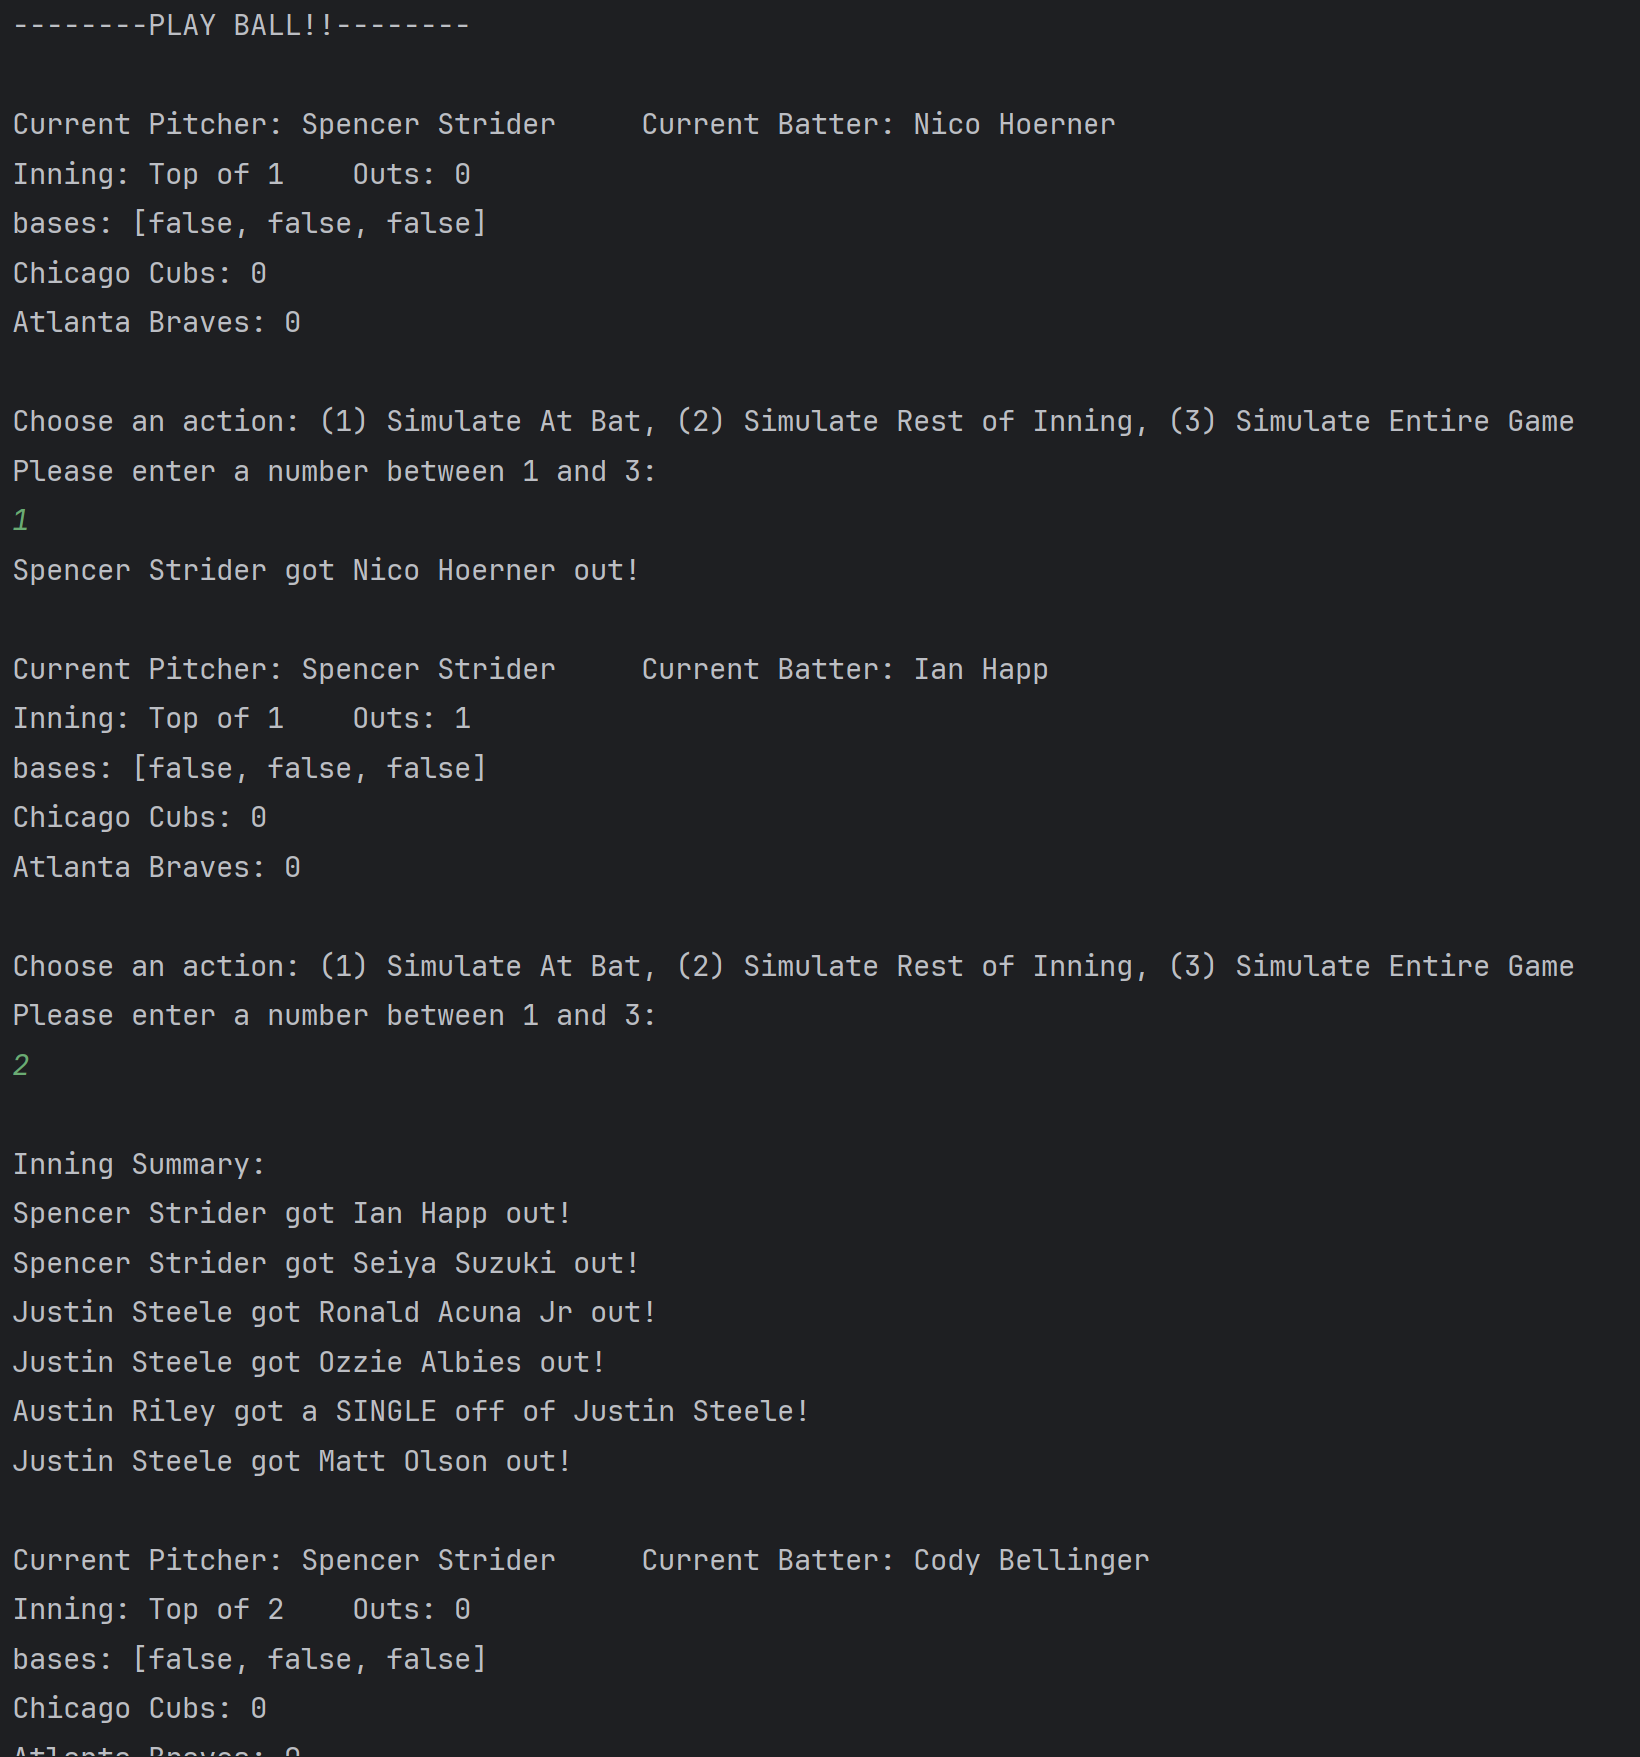 --------PLAY BALL!!--------
Current Pitcher: Spencer Strider     Current Batter: Nico Hoerner
Inning: Top of 1    Outs: 0
bases: [false, false, false]
Chicago Cubs: 0
Atlanta Braves: 0
Choose an action: (1) Simulate At Bat, (2) Simulate Rest of Inning, (3) Simulate Entire Game
Please enter a number between 1 and 3:
1
Spencer Strider got Nico Hoerner out!
Current Pitcher: Spencer Strider     Current Batter: Ian Happ
Inning: Top of 1    Outs: 1
bases: [false, false, false]
Chicago Cubs: 0
Atlanta Braves: 0
Choose an action: (1) Simulate At Bat, (2) Simulate Rest of Inning, (3) Simulate Entire Game
Please enter a number between 1 and 3:
2
Inning Summary:
Spencer Strider got Ian Happ out!
Spencer Strider got Seiya Suzuki out!
Justin Steele got Ronald Acuna Jr out!
Justin Steele got Ozzie Albies out!
Austin Riley got a SINGLE off of Justin Steele!
Justin Steele got Matt Olson out!
Current Pitcher: Spencer Strider     Current Batter: Cody Bellinger
Inning: Top of 2    Outs: 0
bases: [false, false, false]
Chicago Cubs: 0
Atlanta Braves: 0